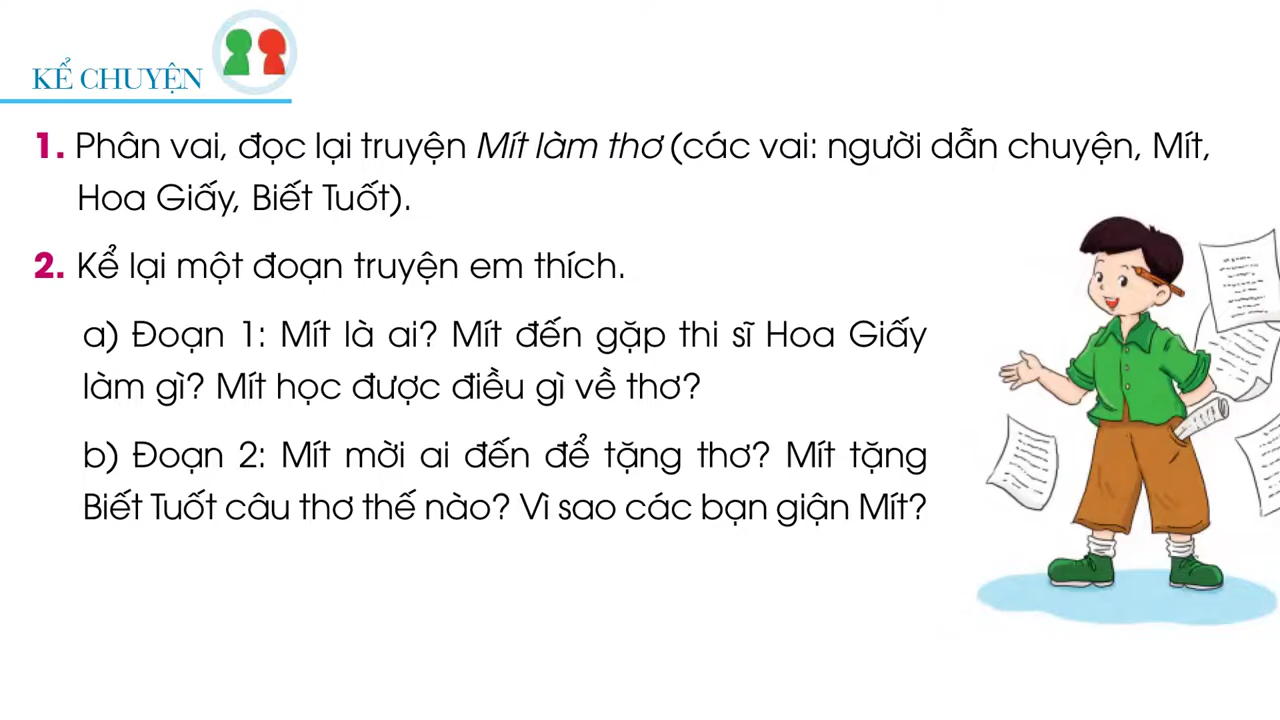 KỂ CHUYỆN
1. Phân vai, đọc lại truyện Mít làm thơ (các vai: người dẫn chuyện, Mít,
Hoa Giấy, Biết Tuốt).
2. Kể lại một đoạn truyện em thích.
a) Đoạn 1: Mít là ai? Mít đến gặp thi sĩ Hoa Giấy
làm gì? Mít học được điều gì về thơ?
b) Đoạn 2: Mít mời ai đến để tặng thơ? Mít tặng
Biết Tuốt câu thơ thế nào? Vì sao các bạn giận Mít?